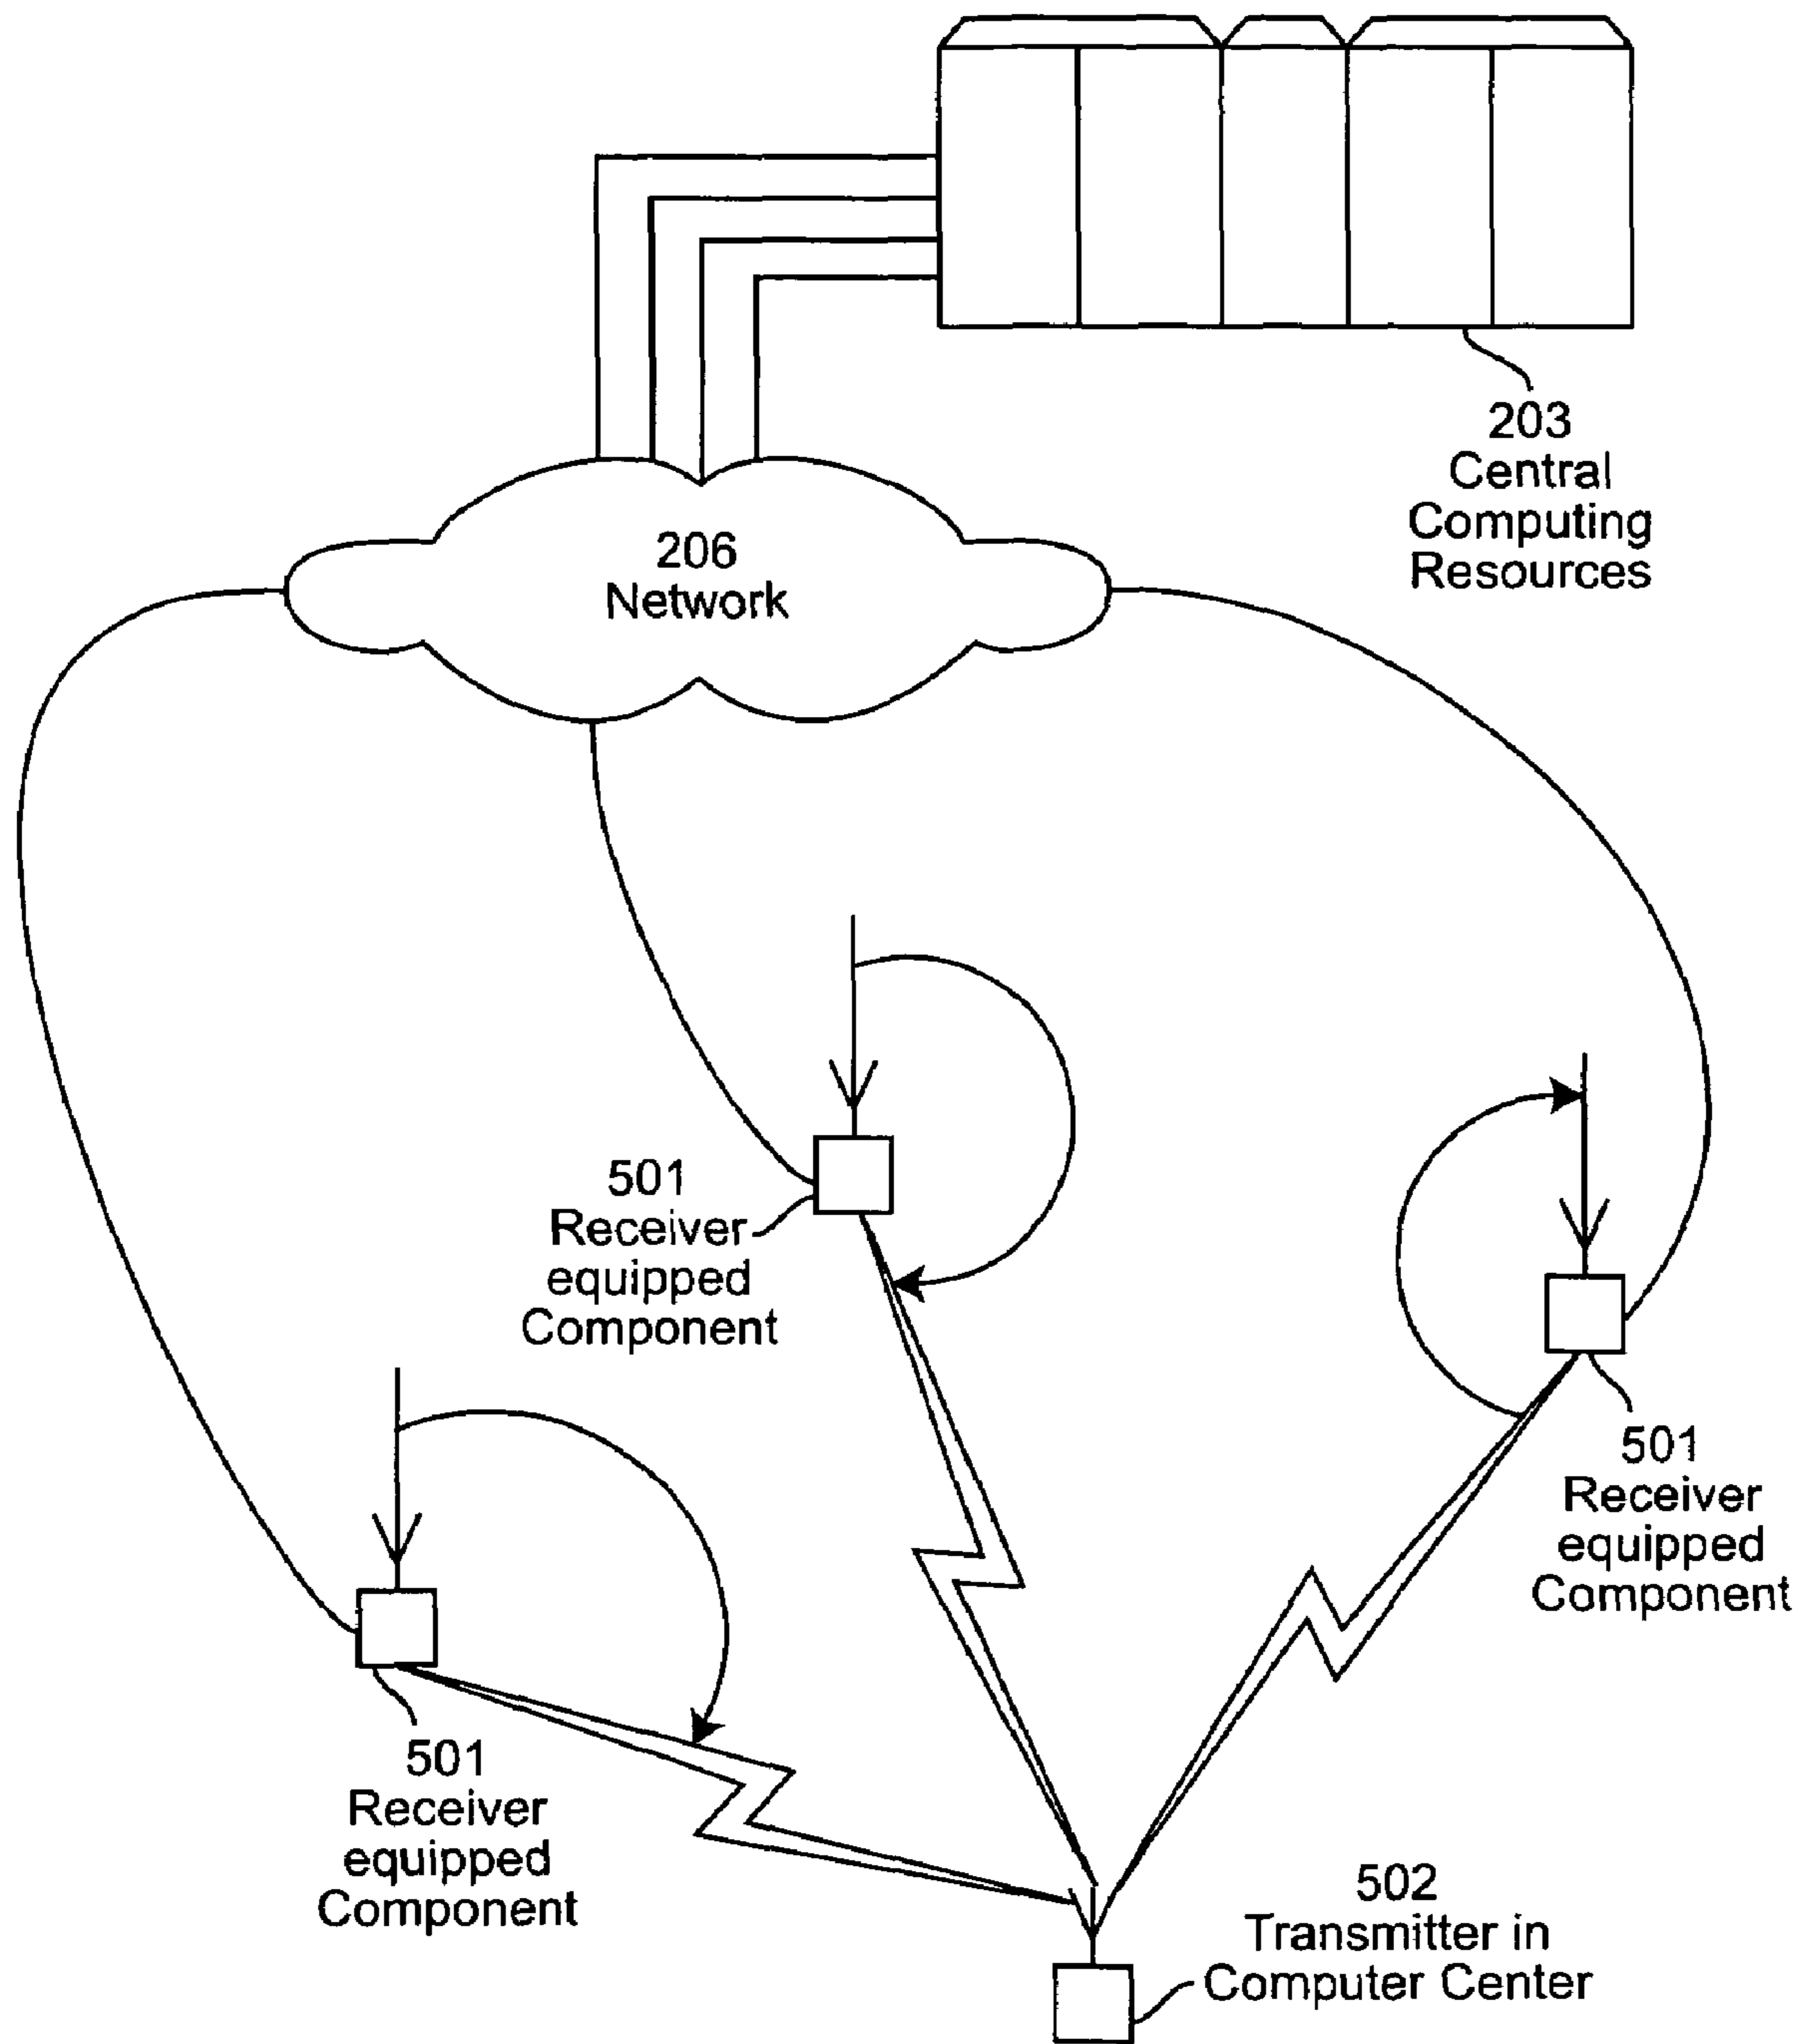 203
Central
Computing
Resources
206
Network
501
Receiver-
equipped
Component
501
Receiver
equipped
Component
501
Receiver
equipped
Component
502
Transmitter in
Computer Center